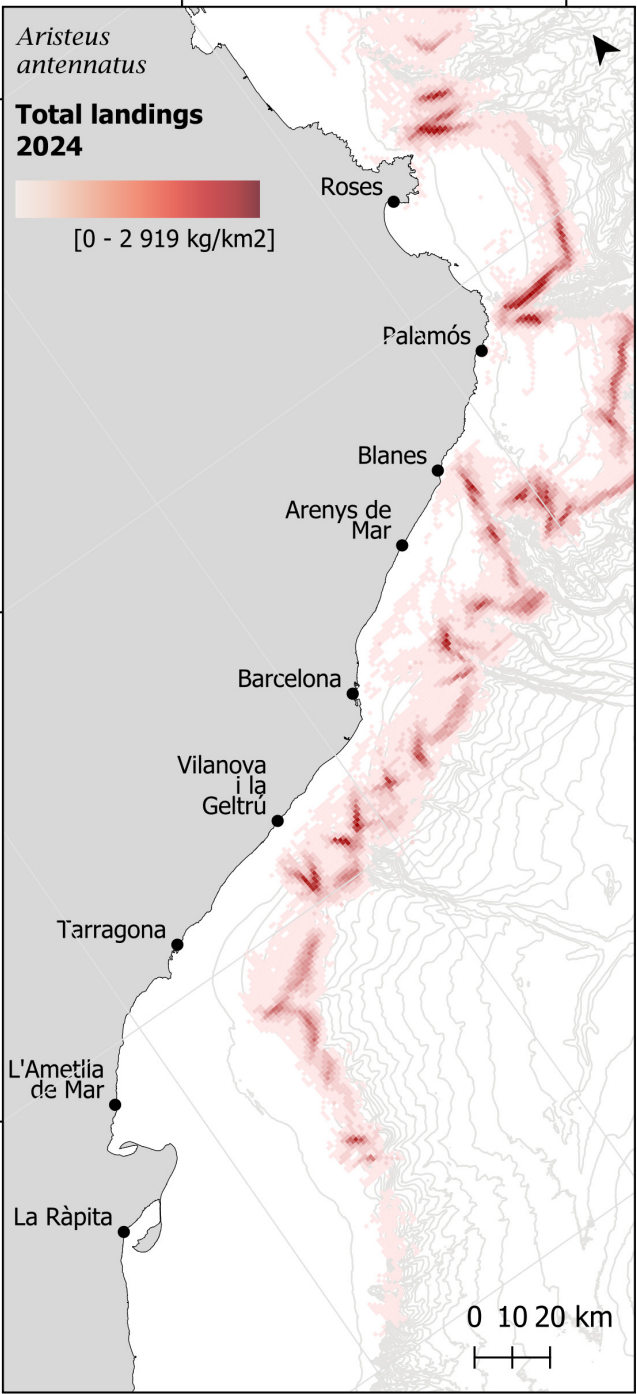 Aristeus
antennatus
Total landings
2024
[0 - 2 919 kg/km2]
Roses
Palamós
Blanes
Arenys de
Mar
Barcelona
Vilanova
i la
Geltrú
Tarragona
L'Ametlla
de Mar
La Ràpita
0 10 20 km